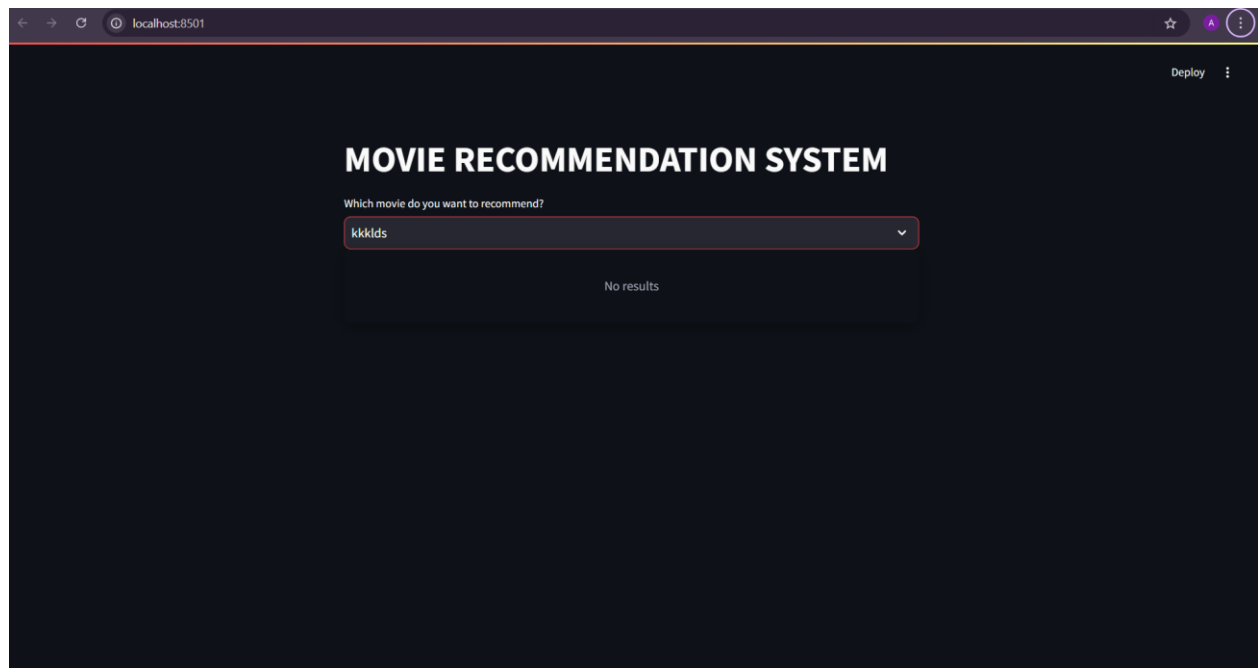 localhost:8501
A
Deploy
MOVIE RECOMMENDATION SYSTEM
Which movie do you want to recommend?
kkklds
No results